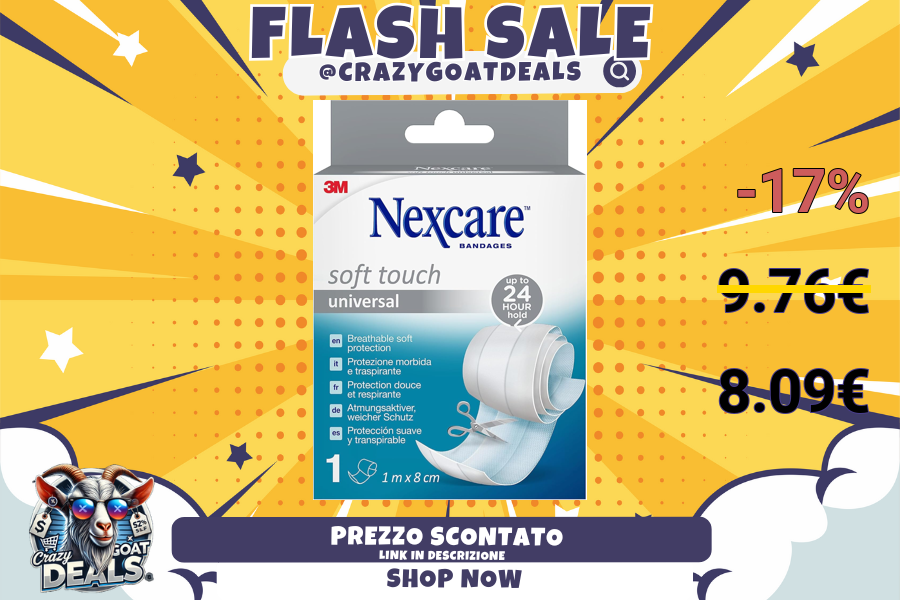 FLASH SALE
@CRAZYGOATDEALS
-17%
9.76€
8.09€
3M
Nexcare™
BANDAGES
soft touch
universal
up to
24
HOUR
hold
en Breathable soft
protection
it Protezione morbida
e traspirante
fr Protection douce
et respirante
de Atmungsaktiver,
weicher Schutz
es Protección suave
y transpirable
1 1 m x 8 cm
$
52%
Crazy
GOAT
DEALS
PREZZO SCONTATO
LINK IN DESCRIZIONE
SHOP NOW